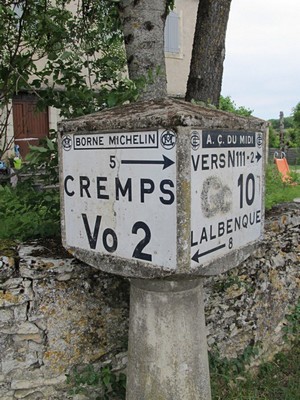 BORNE MICHELIN
5
CREMPS
Vo 2
A.C. DU MIDI
VERS N111-2
10
LALBENQUE
8